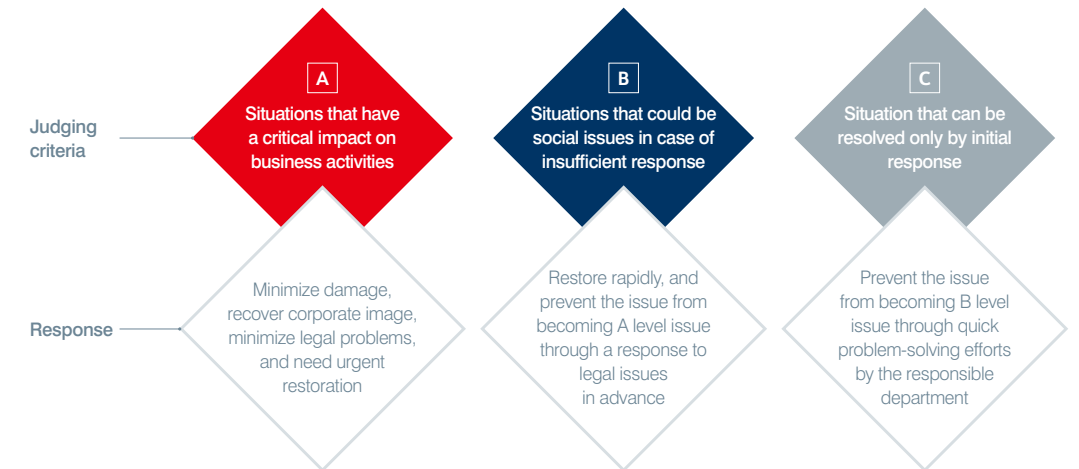 Judging
criteria
A
Situations that have
a critical impact on
business activities
B
Situations that could be
social issues in case of
insufficient response
C
Situation that can be
resolved only by initial
response
Response
Minimize damage,
recover corporate image,
minimize legal problems,
and need urgent
restoration
Restore rapidly, and
prevent the issue from
becoming A level issue
through a response to
legal issues
in advance
Prevent the issue
from becoming B level
issue through quick
problem-solving efforts
by the responsible
department